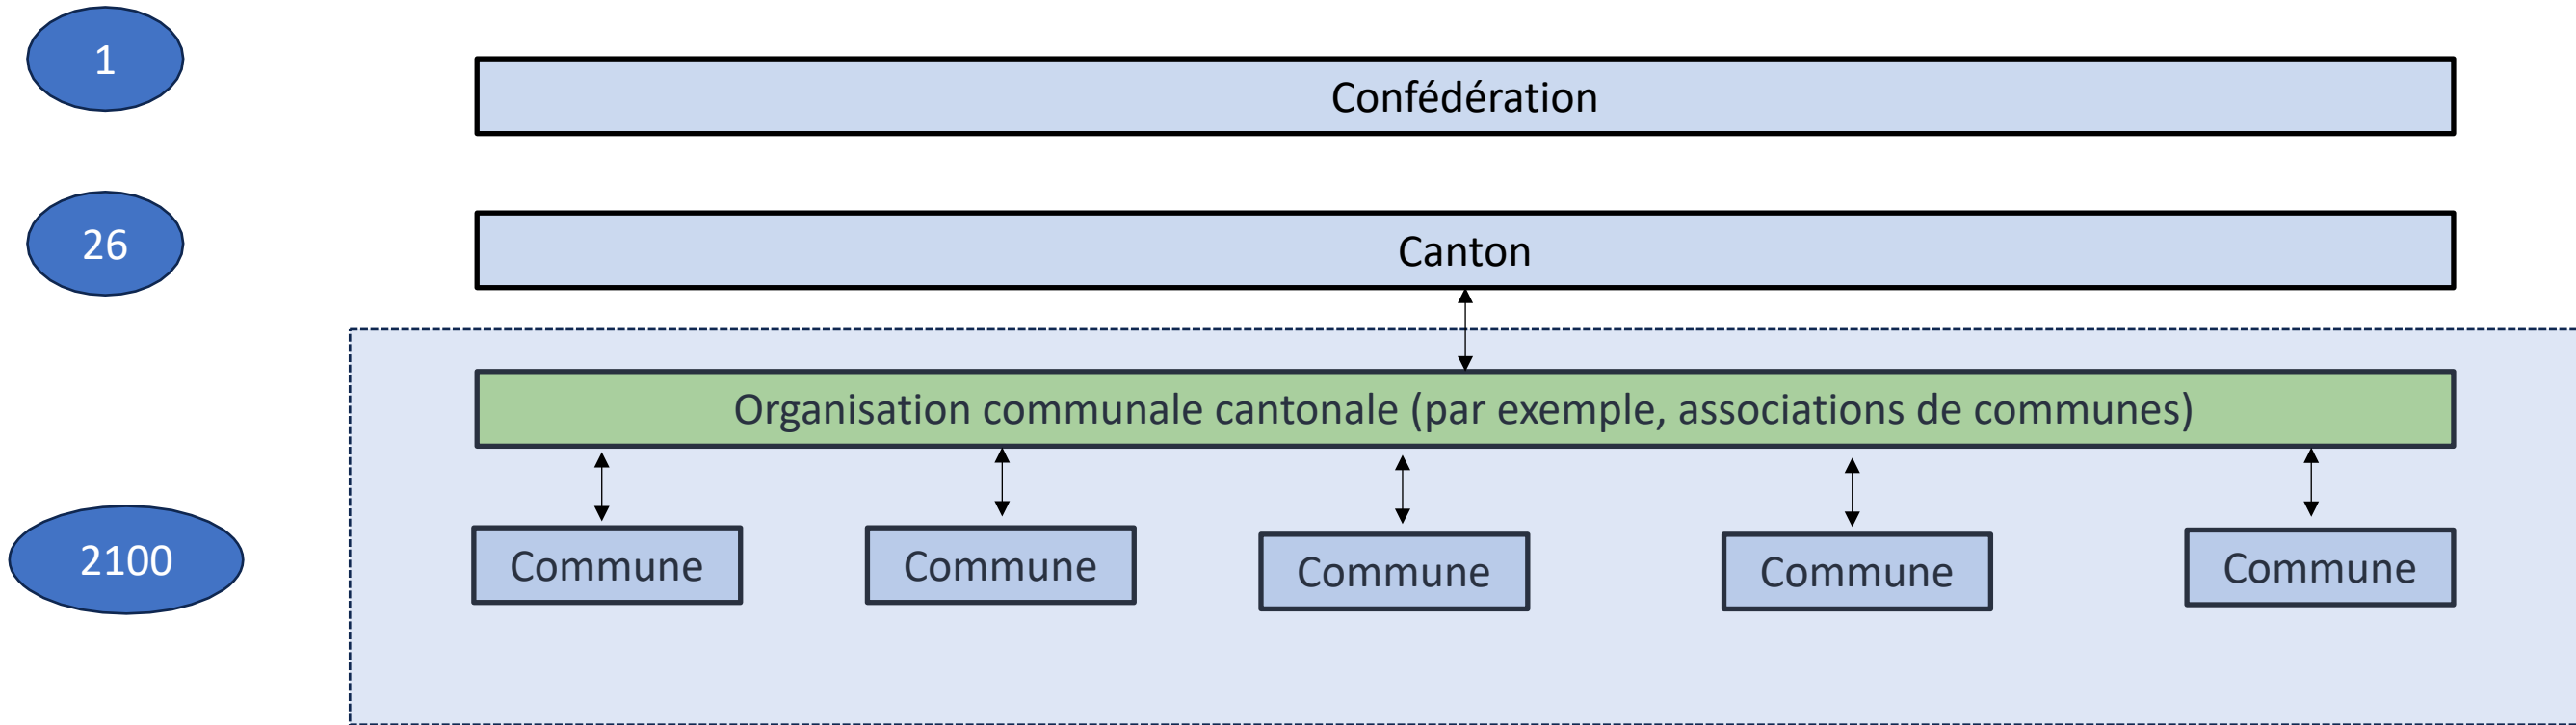 1
Confédération
26
Canton
Organisation communale cantonale (par exemple, associations de communes)
2100
Commune
Commune
Commune
Commune
Commune